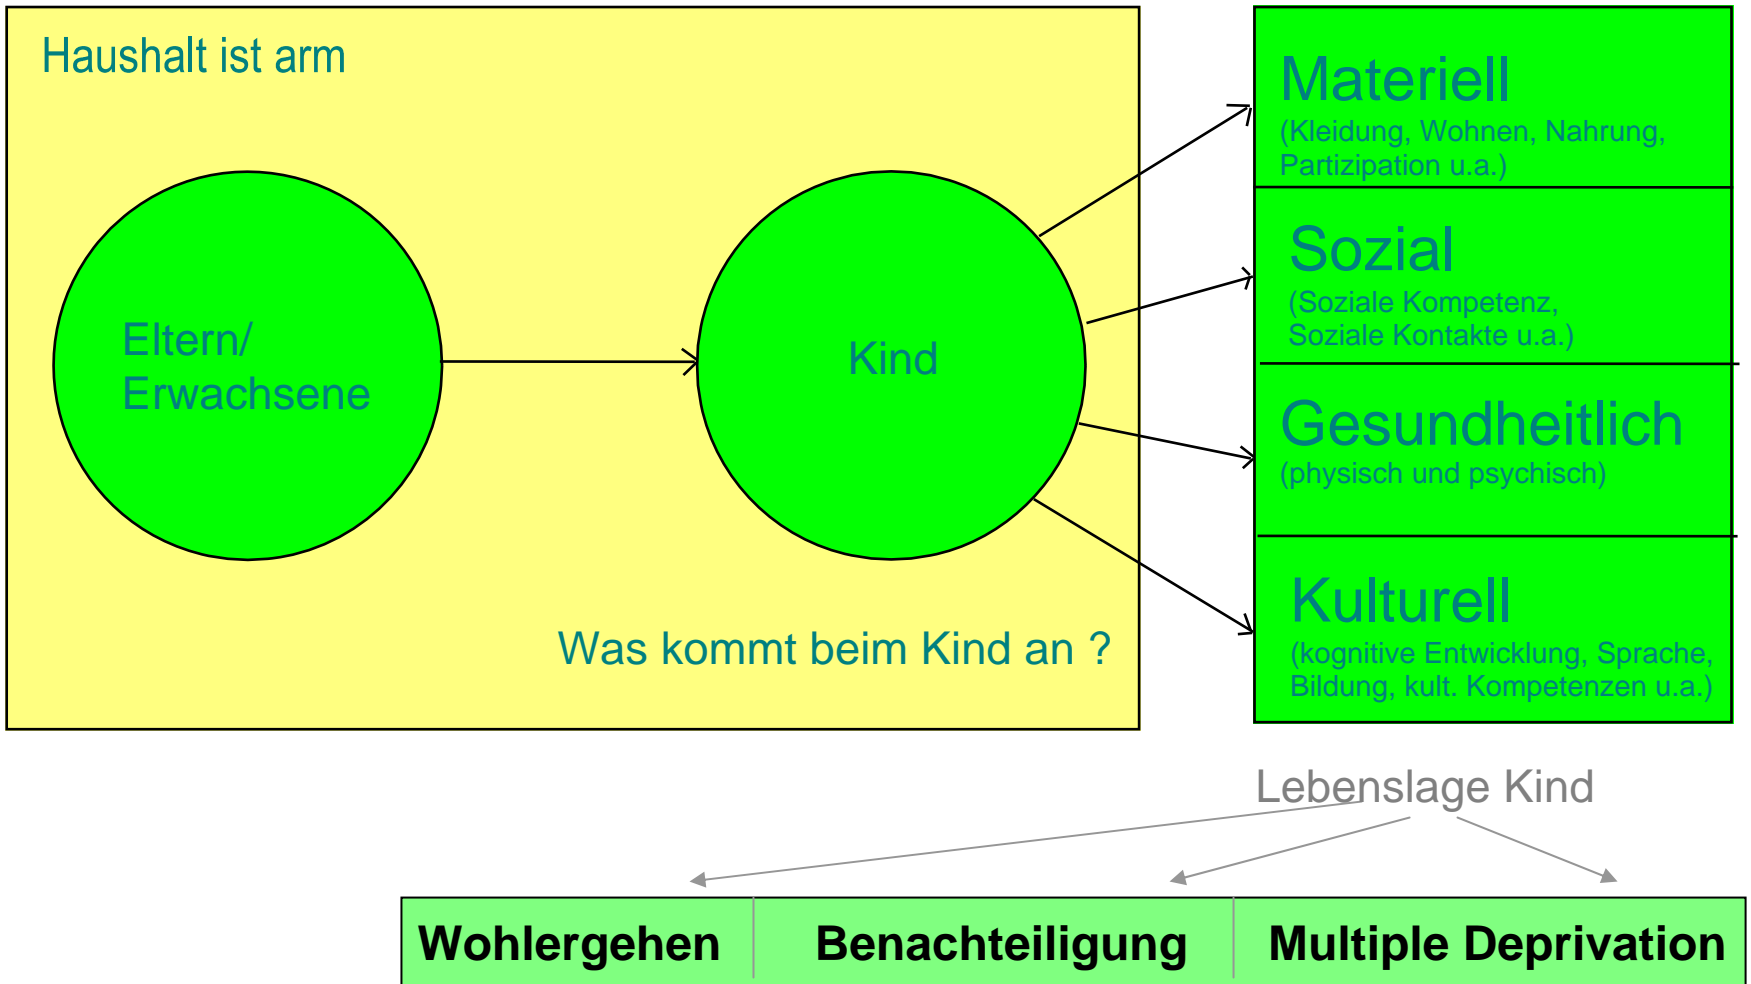 Haushalt ist arm
Eltern/
Erwachsene
Kind
Was kommt beim Kind an ?
Materiell
(Kleidung, Wohnen, Nahrung,
Partizipation u.a.)
Sozial
(Soziale Kompetenz,
Soziale Kontakte u.a.)
Gesundheitlich
(physisch und psychisch)
Kulturell
(kognitive Entwicklung, Sprache,
Bildung, kult. Kompetenzen u.a.)
Lebenslage Kind
Wohlergehen
Benachteiligung
Multiple Deprivation